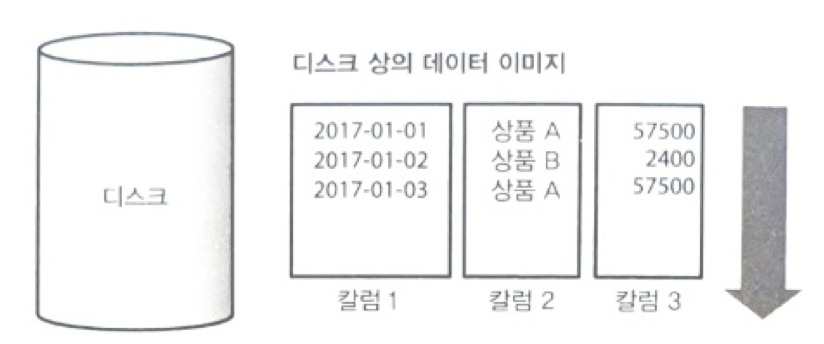 디스크
디스크 상의 데이터 이미지
2017-01-01 상품 A 57500
2017-01-02 상품 B 2400
2017-01-03 상품 A 57500
칼럼 1 칼럼 2 칼럼 3